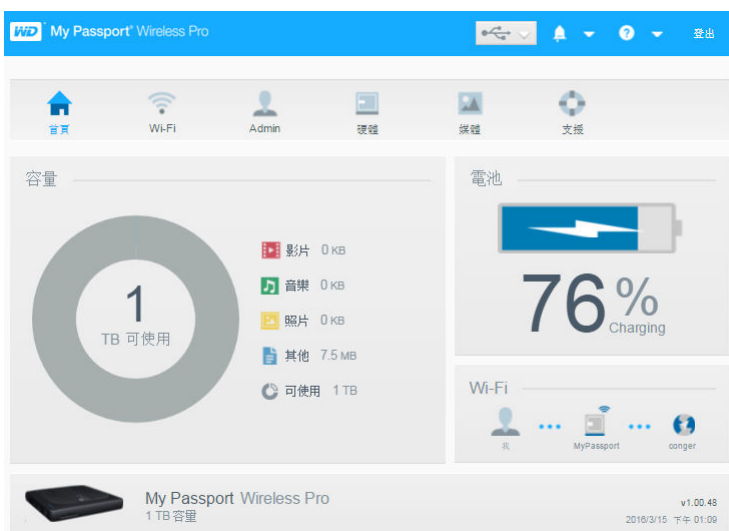 WD My Passport® Wireless Pro
登出
首頁
Wi-Fi
Admin
硬體
媒體
支援
容量
1
TB 可使用
影片 0 KB
音樂 0 KB
照片 0 KB
其他 7.5 MB
可使用 1 TB
電池
76%
Charging
Wi-Fi
我
MyPassport
conger
My Passport Wireless Pro
1 TB 容量
v1.00.48
2016/3/15 下午 01:09